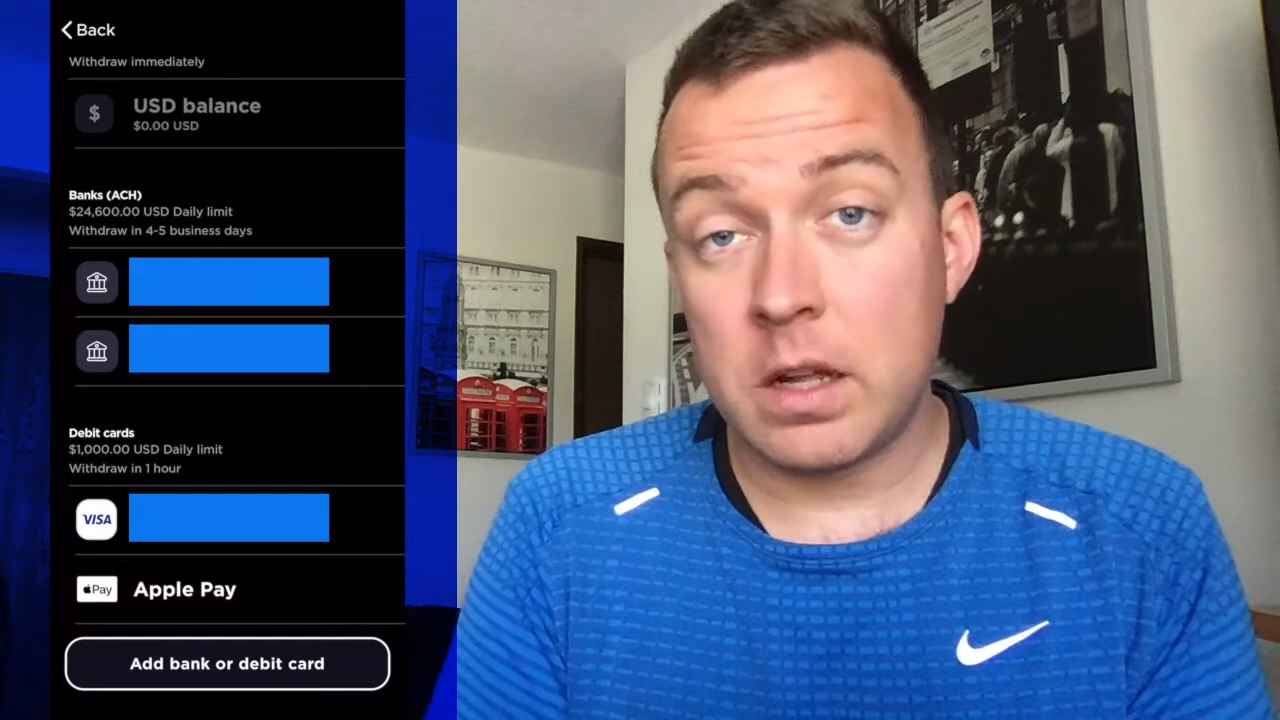 Back
Withdraw immediately
$
USD balance
$0.00 USD
Banks (ACH)
$24,600.00 USD Daily limit
Withdraw in 4-5 business days
Debit cards
$1,000.00 USD Daily limit
Withdraw in 1 hour
VISA
Pay
Apple Pay
Add bank or debit card